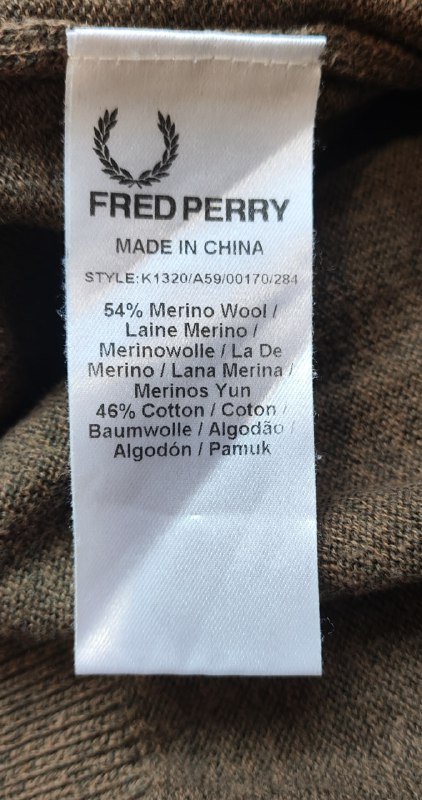 FRED PERRY
MADE IN CHINA
STYLE:K1320/A59/00170/284
54% Merino Wool /
Laine Merino /
Merinowolle / La De
Merino / Lana Merina /
Merinos Yun
46% Cotton / Coton /
Baumwolle / Algodão /
Algodón / Pamuk